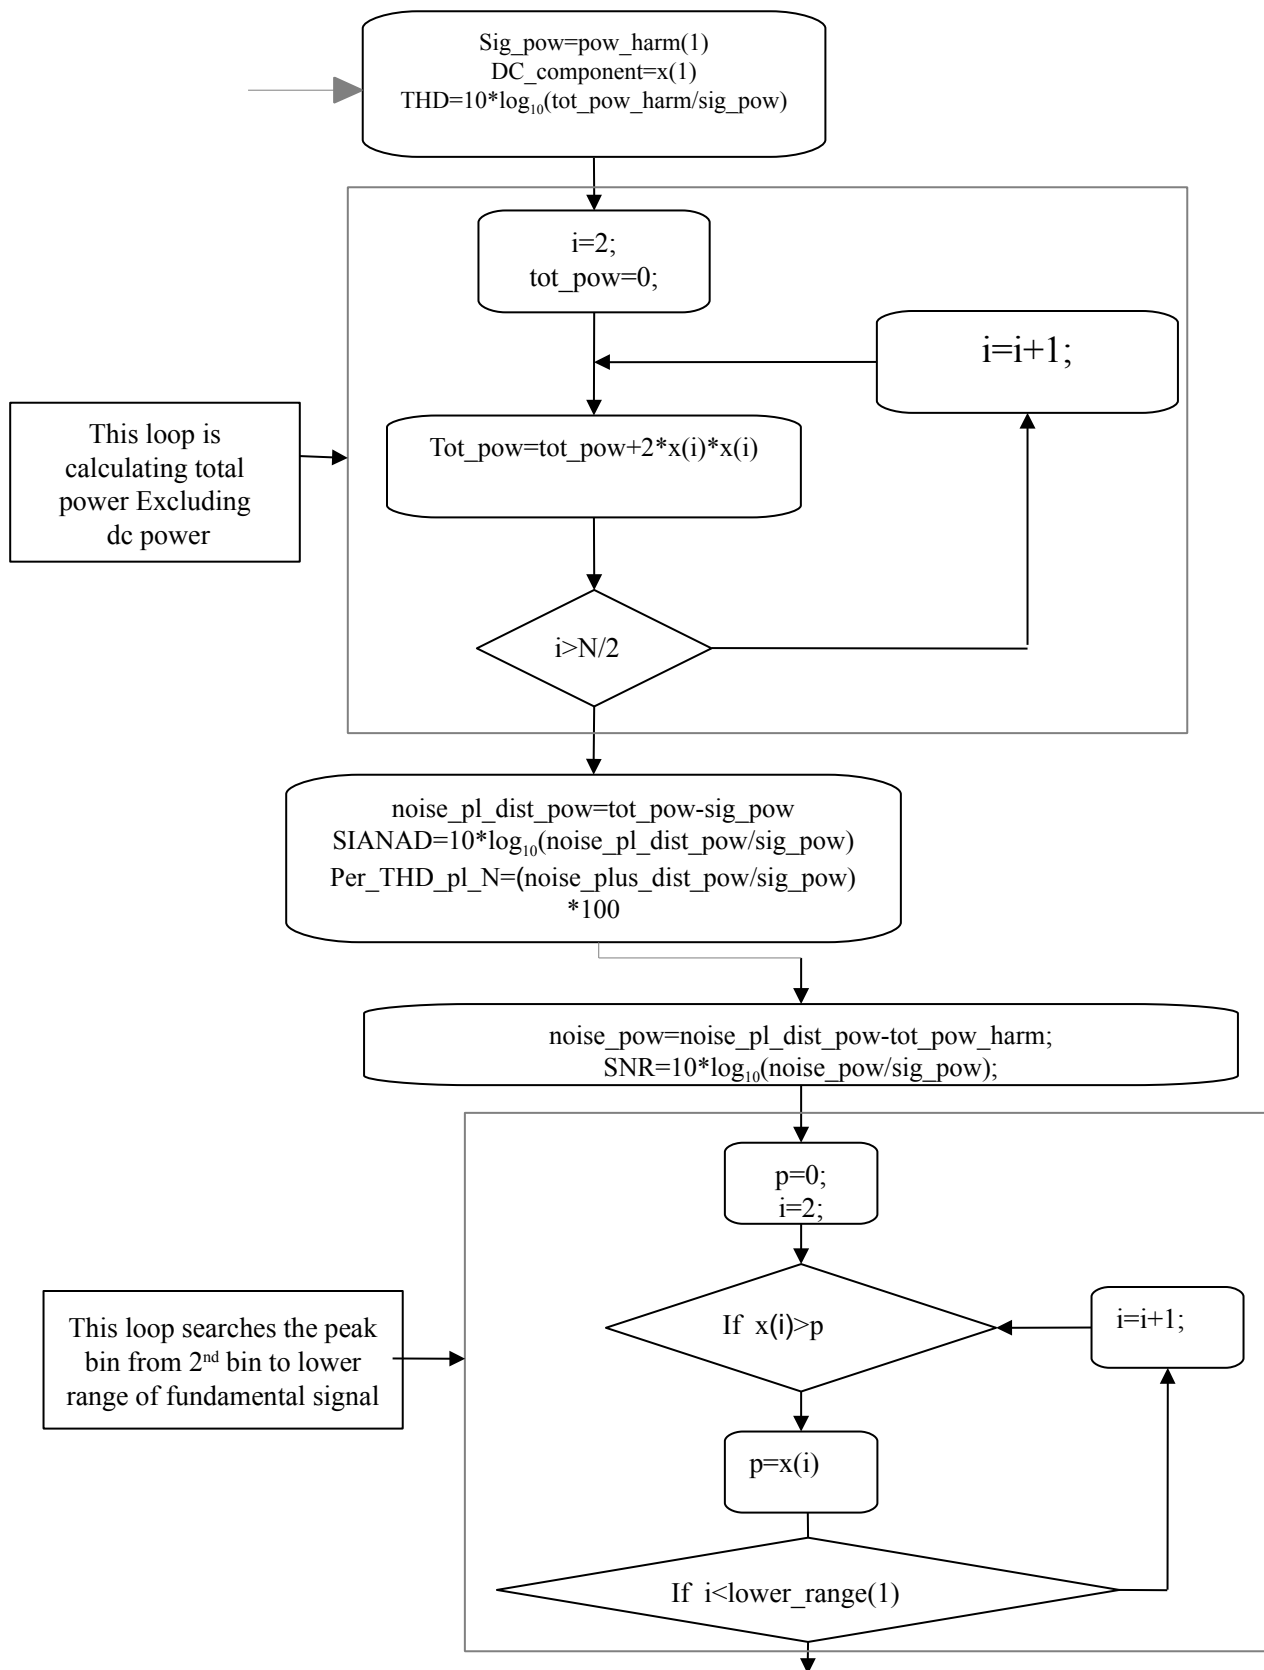 Sig_pow=pow_harm(1)
DC_component=x(1)
THD=10*log₁₀(tot_pow_harm/sig_pow)
i=2;
tot_pow=0;
i=i+1;
This loop is
calculating total
power Excluding
dc power
Tot_pow=tot_pow+2*x(i)*x(i)
i>N/2
noise_pl_dist_pow=tot_pow-sig_pow
SIANAD=10*log₁₀(noise_pl_dist_pow/sig_pow)
Per_THD_pl_N=(noise_plus_dist_pow/sig_pow)
*100
noise_pow=noise_pl_dist_pow-tot_pow_harm;
SNR=10*log₁₀(noise_pow/sig_pow);
p=0;
i=2;
This loop searches the peak
bin from 2ⁿᵈ bin to lower
range of fundamental signal
If x(i)>p
i=i+1;
p=x(i)
If i<lower_range(1)